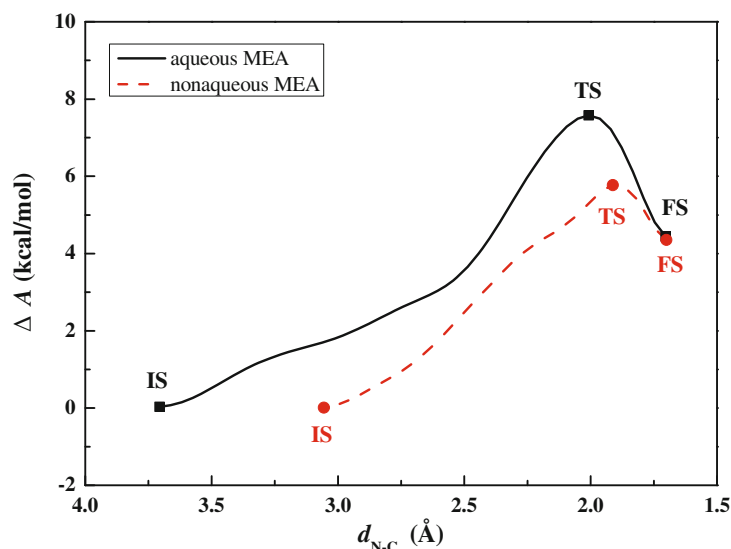 10
8
6
4
2
0
-2
4.0
3.5
3.0
2.5
2.0
1.5
Δ A (kcal/mol)
d_N-C (Å)
aqueous MEA
nonaqueous MEA
TS
FS
IS
TS
FS
IS